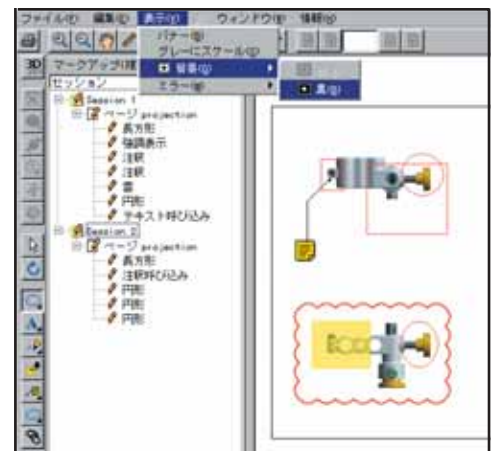 ファイル(F) 編集(E) 表示(V) ウィンドウ(W) 情報(H)
バナー(B)
グレーにスケール(G)
背景(G)
エラー(E)
黒(B)
3D
マークアップ(
セッション
Session 1
ページ projection
長方形
強調表示
注釈
注釈
雲
円形
テキスト呼び込み
Session 2
ページ projection
長方形
注釈呼び込み
円形
円形
円形